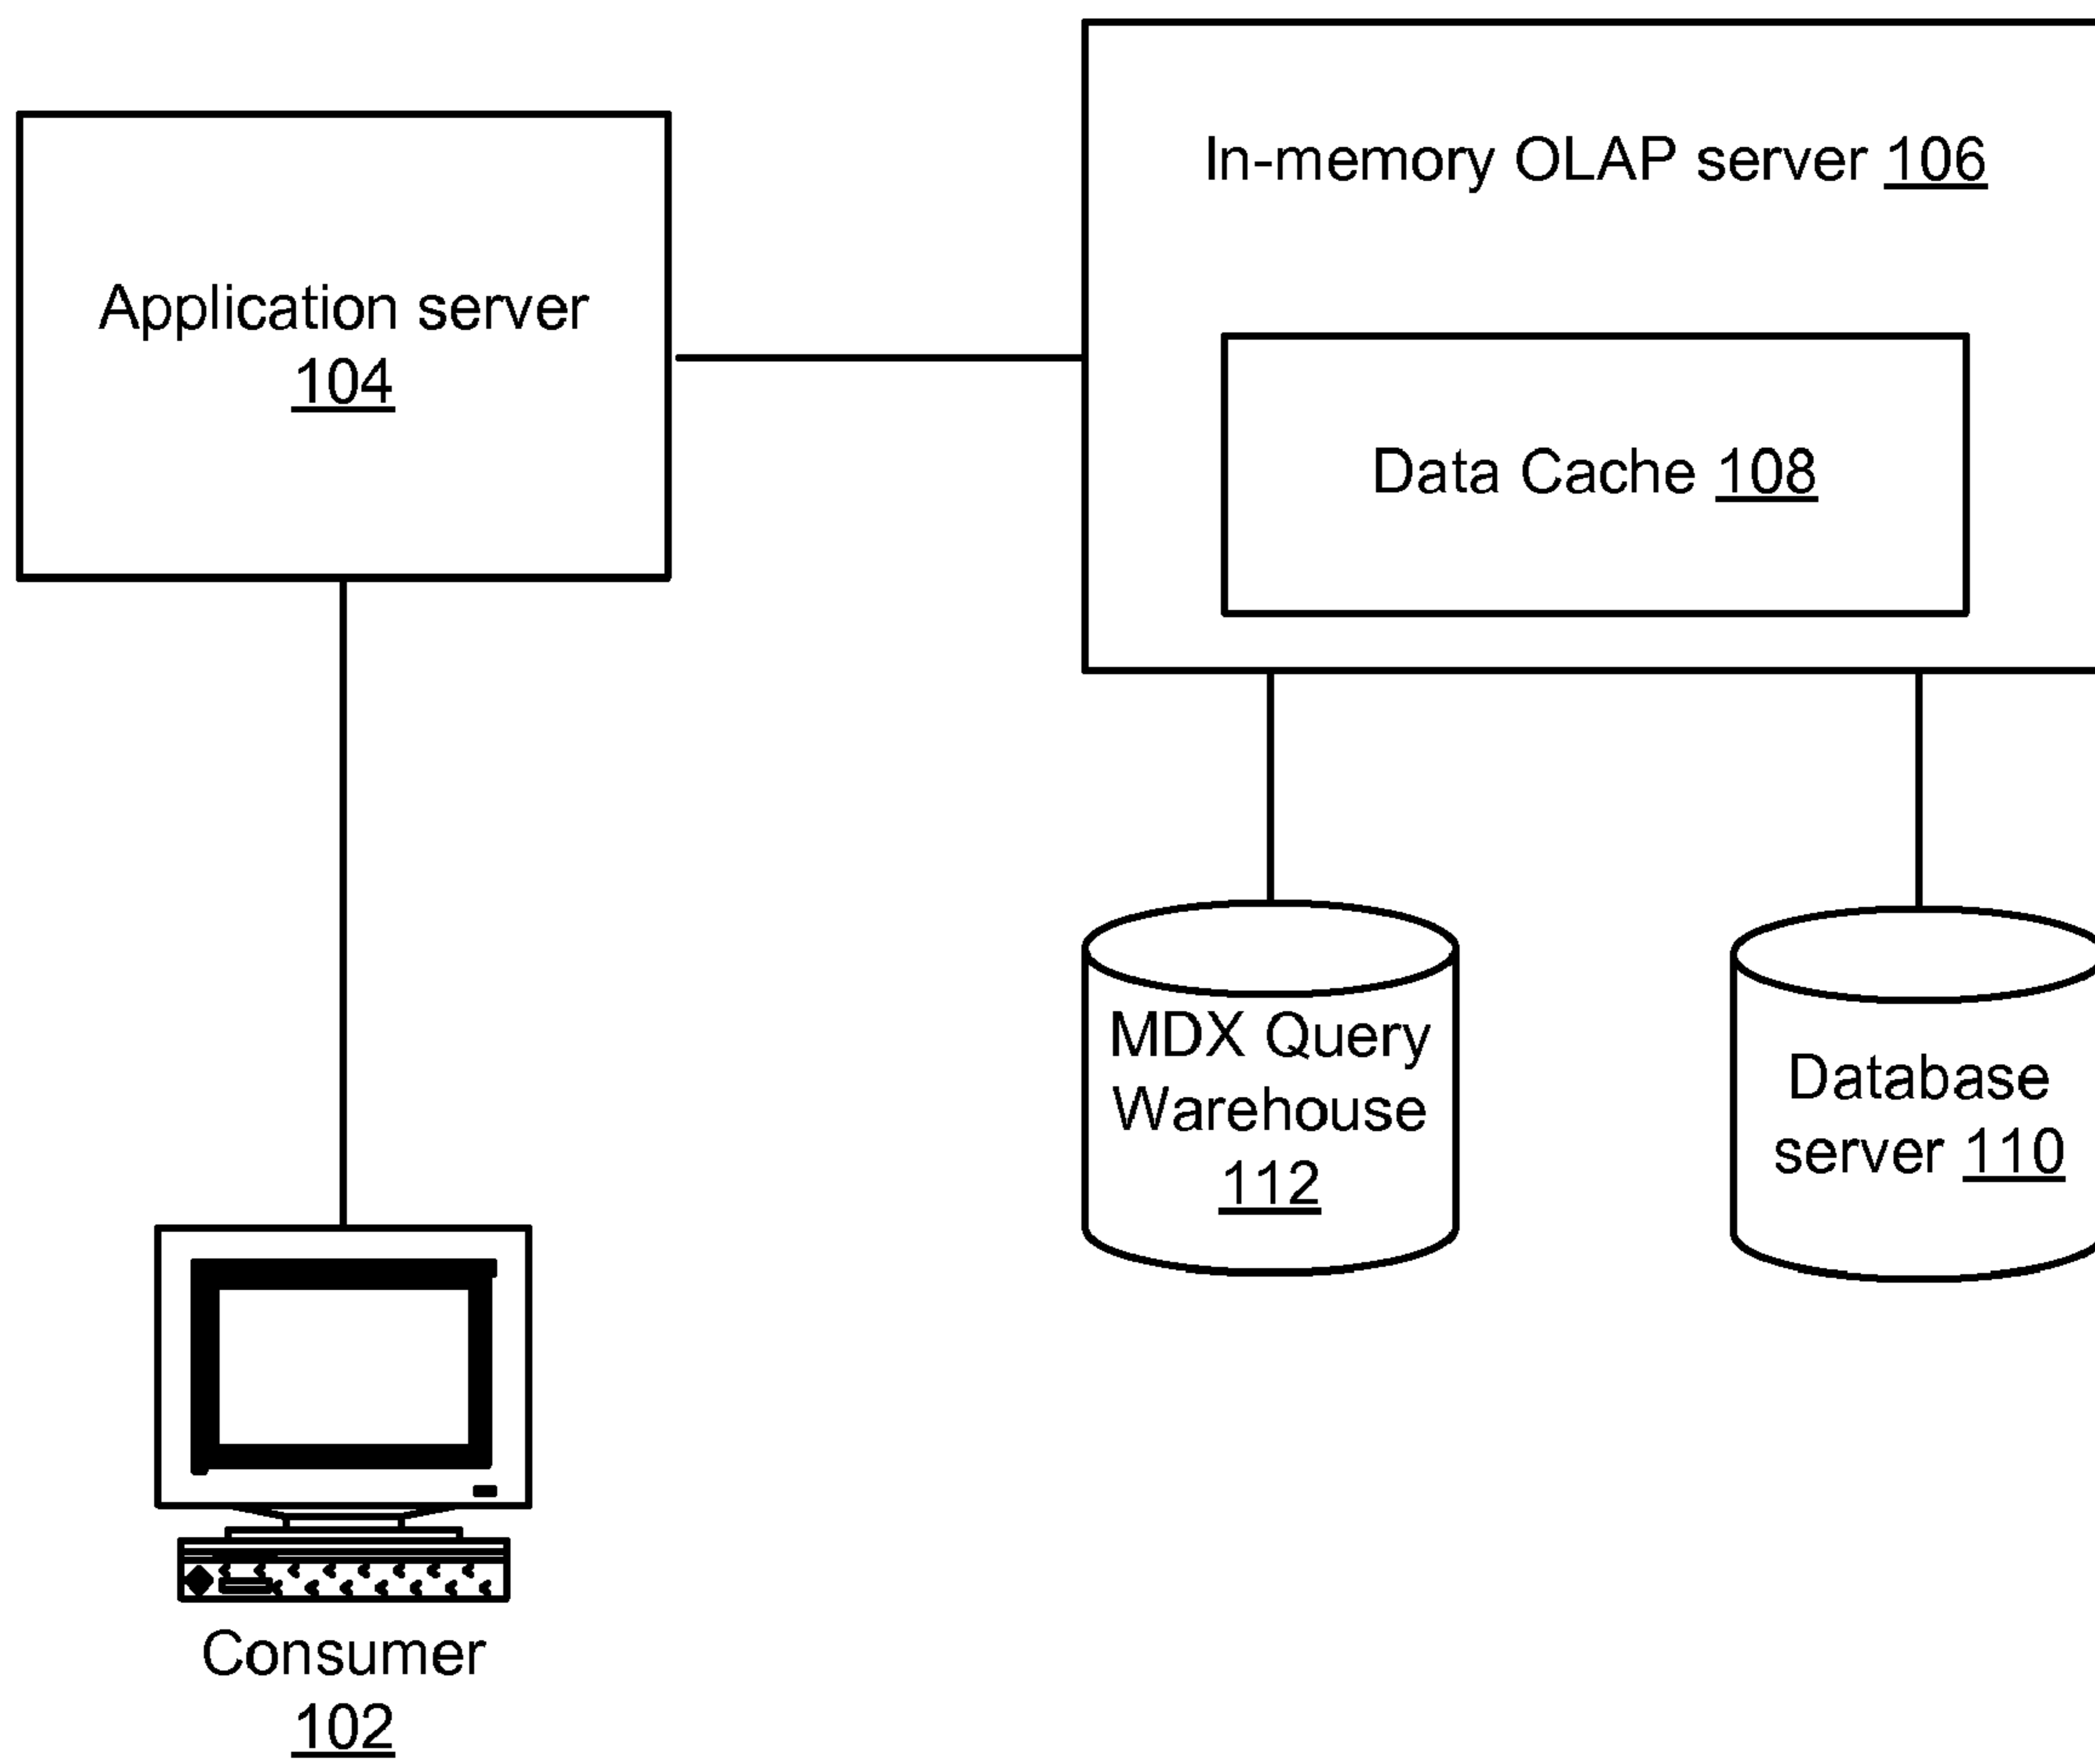 Application server
104
In-memory OLAP server 106
Data Cache 108
MDX Query
Warehouse
112
Database
server 110
Consumer
102